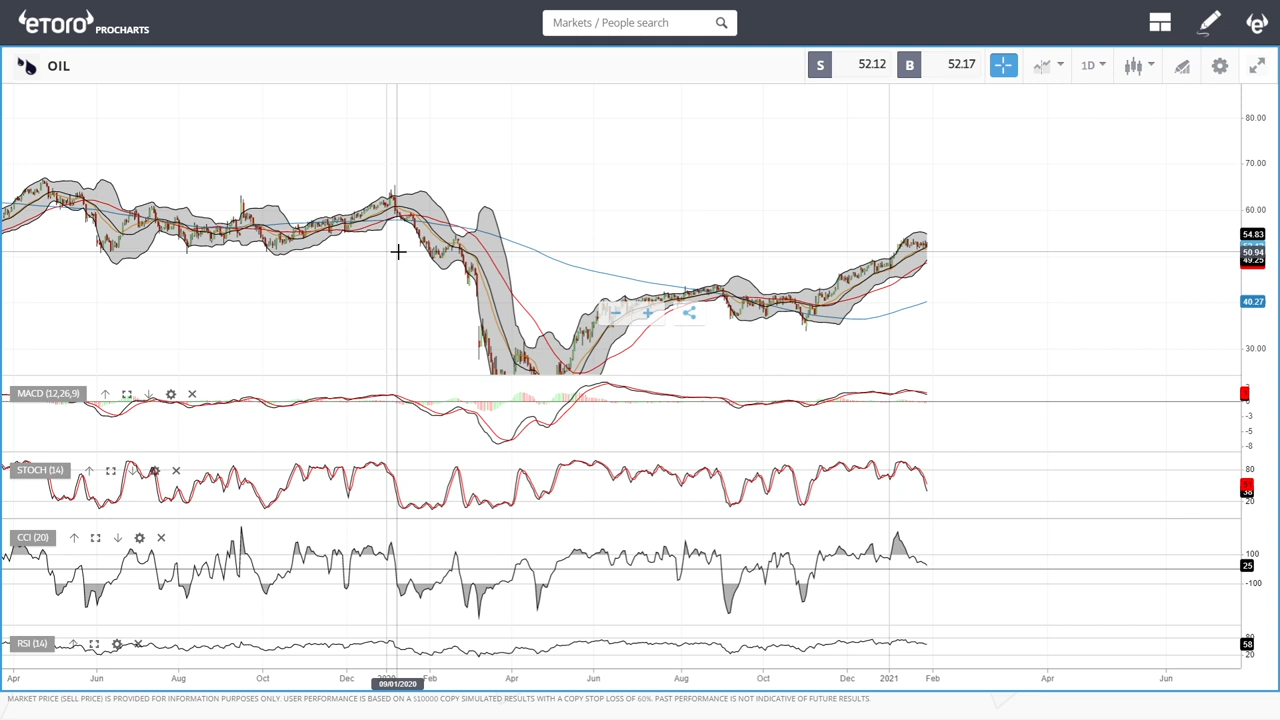 eToro PROCHARTS
Markets / People search
OIL
S 52.12 B 52.17
1D
80.00
70.00
60.00
54.83
50.94
49.25
40.27
30.00
MACD (12,26,9)
0
-3
-5
-8
STOCH (14)
80
20
CCI (20)
100
25
-100
RSI (14)
80
58
20
Apr Jun Aug Oct Dec Feb Apr Jun Aug Oct Dec 2021 Feb Apr Jun
09/01/2020
MARKET PRICE (SELL PRICE) IS PROVIDED FOR INFORMATION PURPOSES ONLY. USER PERFORMANCE IS BASED ON A $10000 COPY SIMULATED RESULTS WITH A COPY STOP LOSS OF 60%. PAST PERFORMANCE IS NOT INDICATIVE OF FUTURE RESULTS.